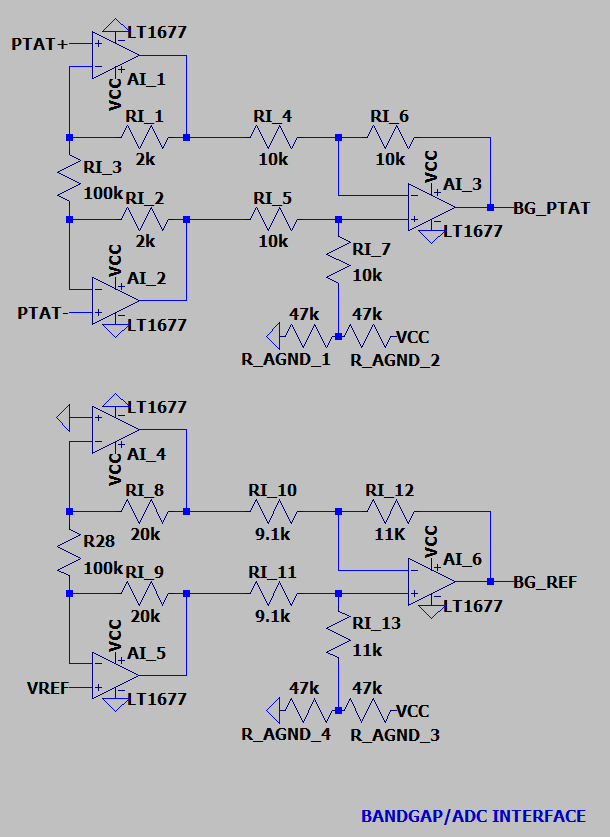 LT1677
PTAT+
VCC
AI_1
RI_1
2k
RI_4
10k
RI_6
10k
RI_3
100k
VCC
AI_3
BG_PTAT
LT1677
RI_2
2k
RI_5
10k
RI_7
10k
VCC
AI_2
PTAT-
LT1677
47k
47k
VCC
R_AGND_1
R_AGND_2
LT1677
VCC
AI_4
RI_8
20k
RI_10
9.1k
RI_12
11K
R28
100k
VCC
AI_6
BG_REF
LT1677
RI_9
20k
RI_11
9.1k
RI_13
11k
VCC
AI_5
VREF
LT1677
47k
47k
VCC
R_AGND_4
R_AGND_3
BANDGAP/ADC INTERFACE